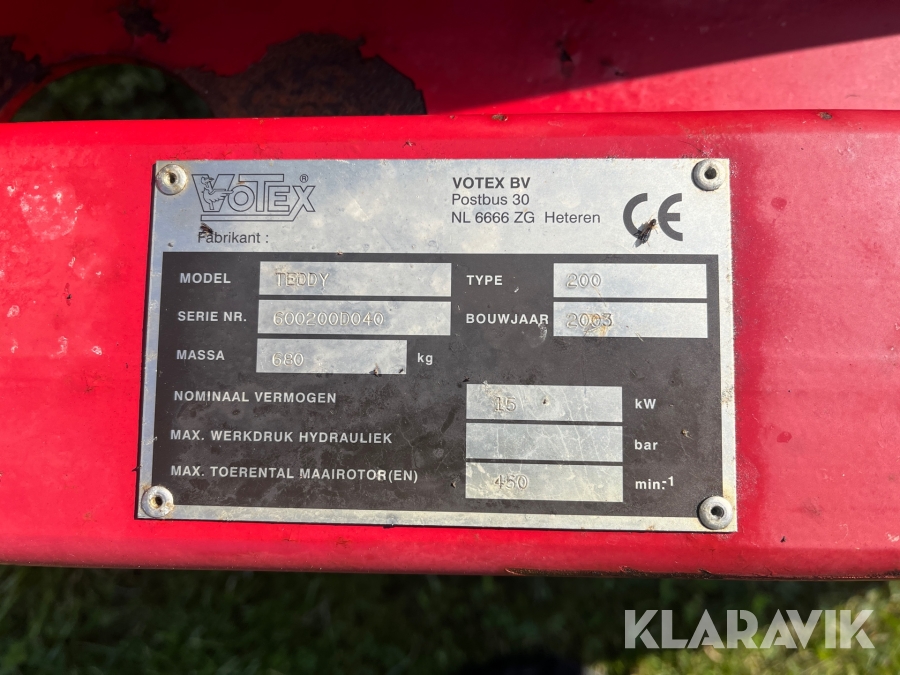 VOTEX ®
VOTEX BV
Postbus 30
NL 6666 ZG Heteren
CE
Fabrikant :
MODEL TEDDY TYPE 200
SERIE NR. 600200D040 BOUWJAAR 2003
MASSA 680 kg
NOMINAAL VERMOGEN 15 kW
MAX. WERKDRUK HYDRAULIEK bar
MAX. TOERENTAL MAAIROTOR(EN) 450 min.-1
KLARAVIK